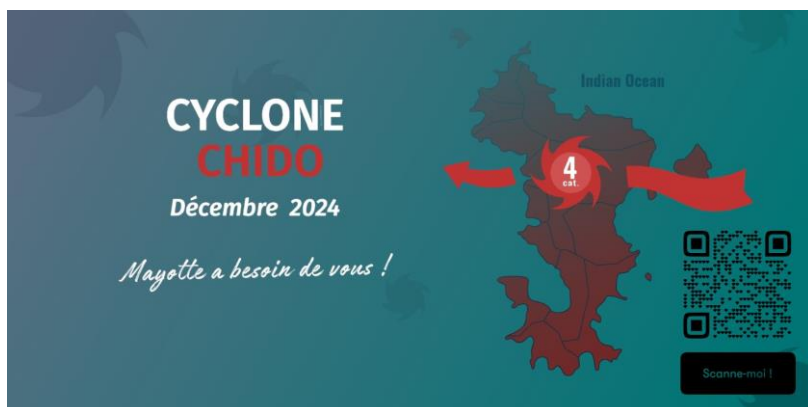 CYCLONE
CHIDO
Décembre 2024
Mayotte a besoin de vous !
Indian Ocean
4
cat.
Scanne-moi !